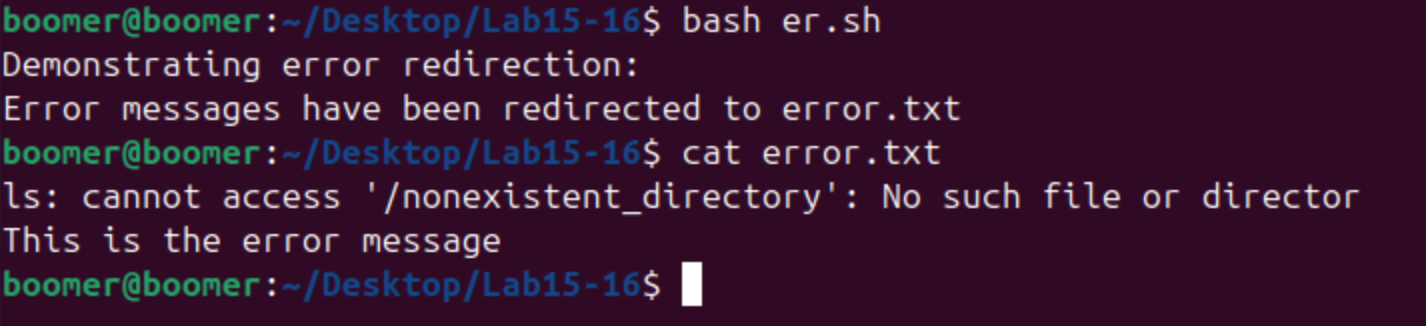 boomer@boomer:~/Desktop/Lab15-16$ bash er.sh
Demonstrating error redirection:
Error messages have been redirected to error.txt
boomer@boomer:~/Desktop/Lab15-16$ cat error.txt
ls: cannot access '/nonexistent_directory': No such file or director
This is the error message
boomer@boomer:~/Desktop/Lab15-16$